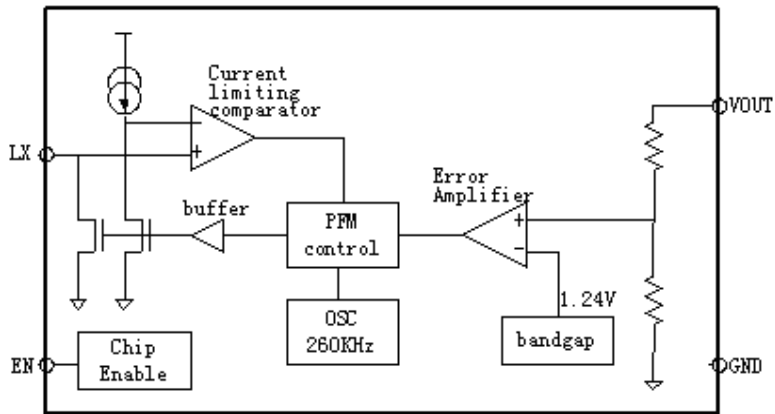 Current
limiting
comparator
VOUT
LX
-
+
Error
Amplifier
buffer
PFM
control
+
-
1.24V
OSC
260KHz
bandgap
EN
Chip
Enable
GND